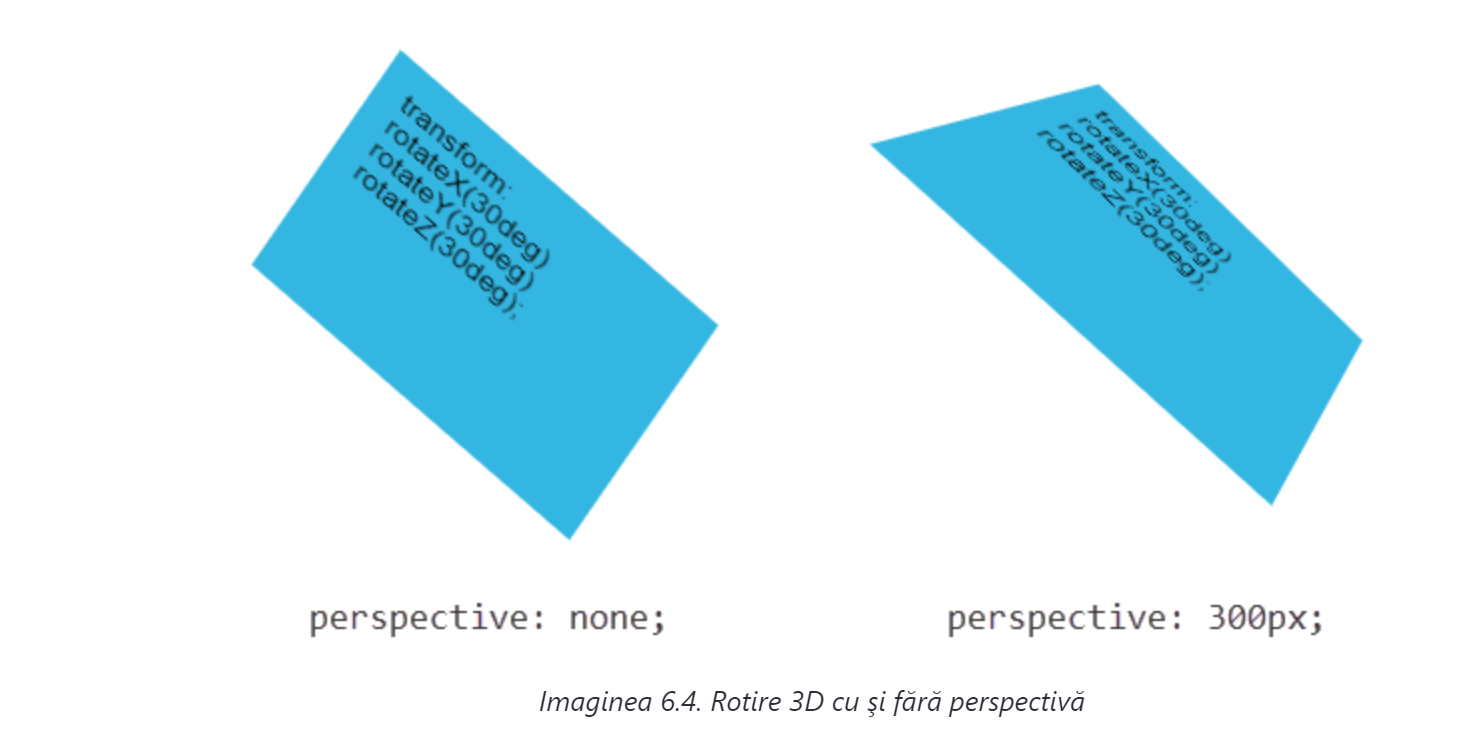 transform:
rotateX(30deg)
rotateY(30deg)
rotateZ(30deg);
transform:
rotateX(30deg)
rotateY(30deg)
rotateZ(30deg);
perspective: none;
perspective: 300px;
Imaginea 6.4. Rotire 3D cu şi fără perspectivă